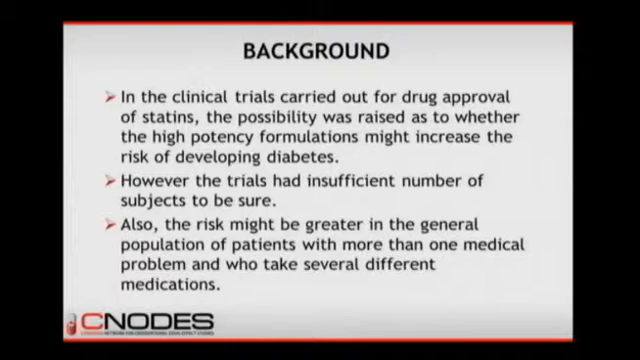 BACKGROUND
In the clinical trials carried out for drug approval
of statins, the possibility was raised as to whether
the high potency formulations might increase the
risk of developing diabetes.
However the trials had insufficient number of
subjects to be sure.
Also, the risk might be greater in the general
population of patients with more than one medical
problem and who take several different
medications.
CNODES